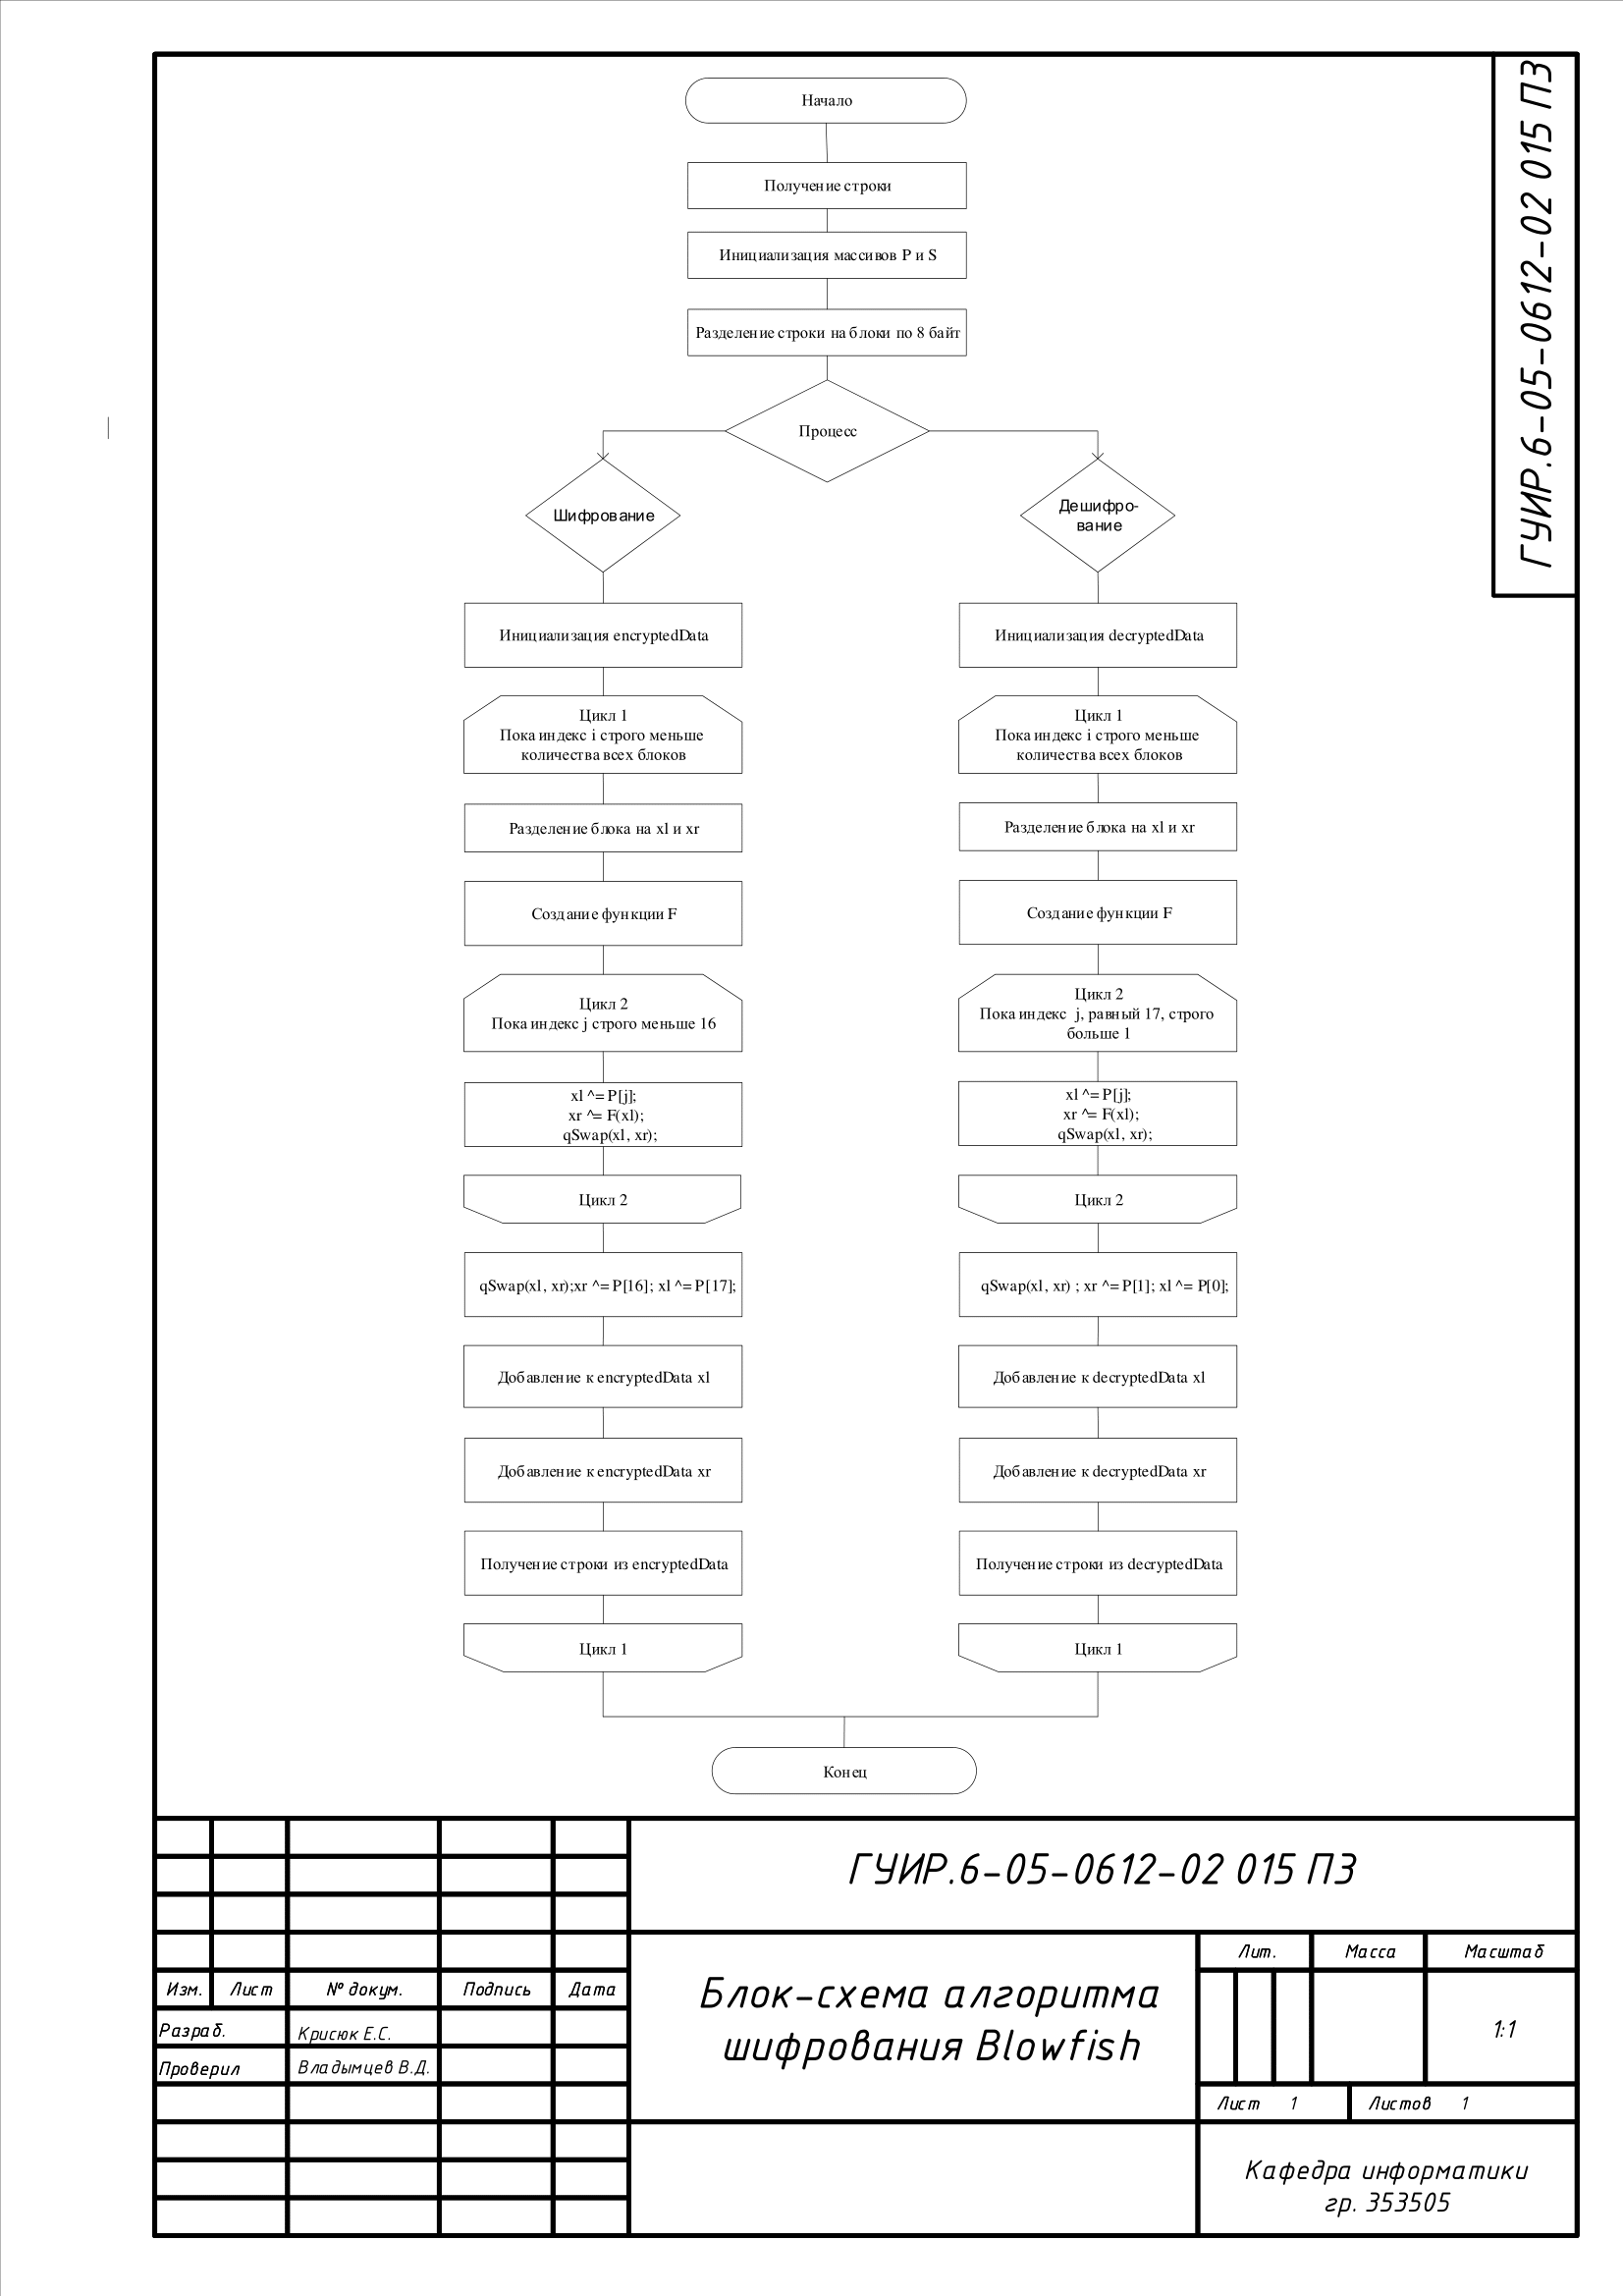 ГУИР.6-05-0612-02 015 ПЗ
Начало
Получение строки
Инициализация массивов P и S
Разделение строки на блоки по 8 байт
Процесс
Шифрование
Инициализация encryptedData
Цикл 1
Пока индекс i строго меньше
количества всех блоков
Разделение блока на xl и xr
Создание функции F
Цикл 2
Пока индекс j строго меньше 16
xl ^= P[j];
xr ^= F(xl);
qSwap(xl, xr);
Цикл 2
qSwap(xl, xr);xr ^= P[16]; xl ^= P[17];
Добавление к encryptedData xl
Добавление к encryptedData xr
Получение строки из encryptedData
Цикл 1
Дешифро-
вание
Инициализация decryptedData
Цикл 1
Пока индекс i строго меньше
количества всех блоков
Разделение блока на xl и xr
Создание функции F
Цикл 2
Пока индекс  j, равный 17, строго
больше 1
xl ^= P[j];
xr ^= F(xl);
qSwap(xl, xr);
Цикл 2
qSwap(xl, xr) ; xr ^= P[1]; xl ^= P[0];
Добавление к decryptedData xl
Добавление к decryptedData xr
Получение строки из decryptedData
Цикл 1
Конец
ГУИР.6-05-0612-02 015 ПЗ
Изм. Лист № докум. Подпись Дата
Разраб. Крисюк Е.С.
Проверил Владымцев В.Д.
Блок-схема алгоритма
шифрования Blowfish
Лит. Масса Масштаб
1:1
Лист 1 Листов 1
Кафедра информатики
гр. 353505